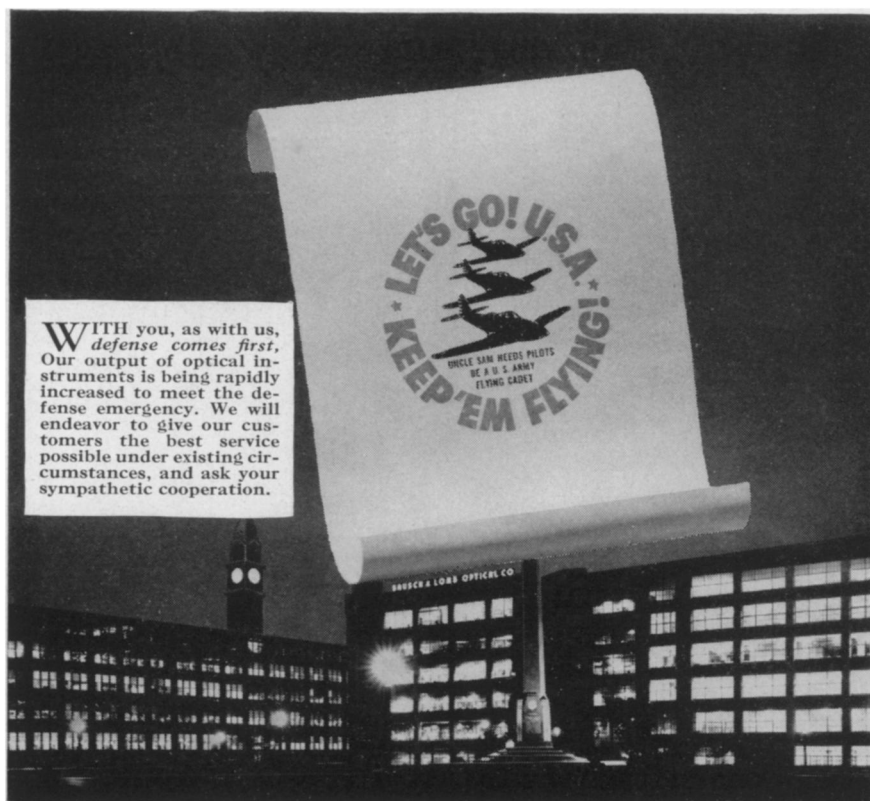 LET'S GO! U.S.A.
KEEP 'EM FLYING!
UNCLE SAM NEEDS PILOTS
BE A U. S. ARMY
FLYING CADET
WITH you, as with us,
defense comes first,
Our output of optical in-
struments is being rapidly
increased to meet the de-
fense emergency. We will
endeavor to give our cus-
tomers the best service
possible under existing cir-
cumstances, and ask your
sympathetic cooperation.
BAUSCH & LOMB OPTICAL CO